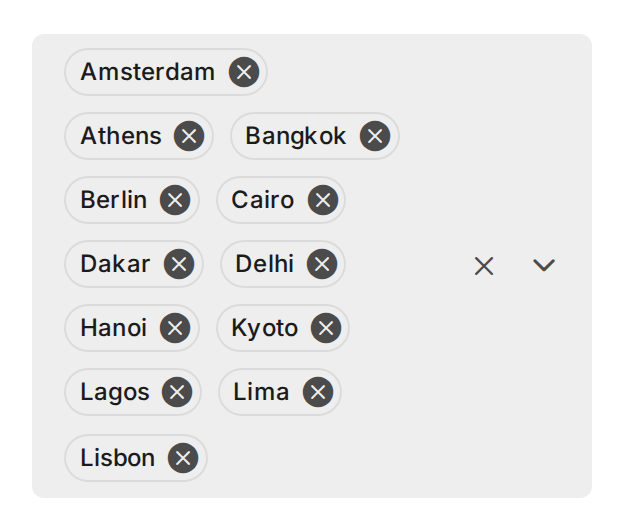 Amsterdam
Athens Bangkok
Berlin Cairo
Dakar Delhi
Hanoi Kyoto
Lagos Lima
Lisbon